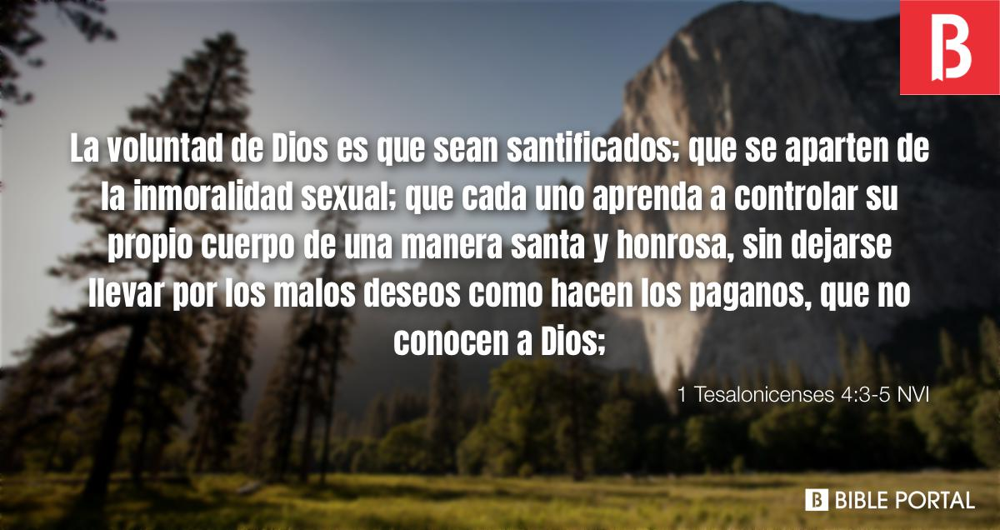 B
La voluntad de Dios es que sean santificados; que se aparten de
la inmoralidad sexual; que cada uno aprenda a controlar su
propio cuerpo de una manera santa y honrosa, sin dejarse
llevar por los malos deseos como hacen los paganos, que no
conocen a Dios;
1 Tesalonicenses 4:3-5 NVI
B BIBLE PORTAL